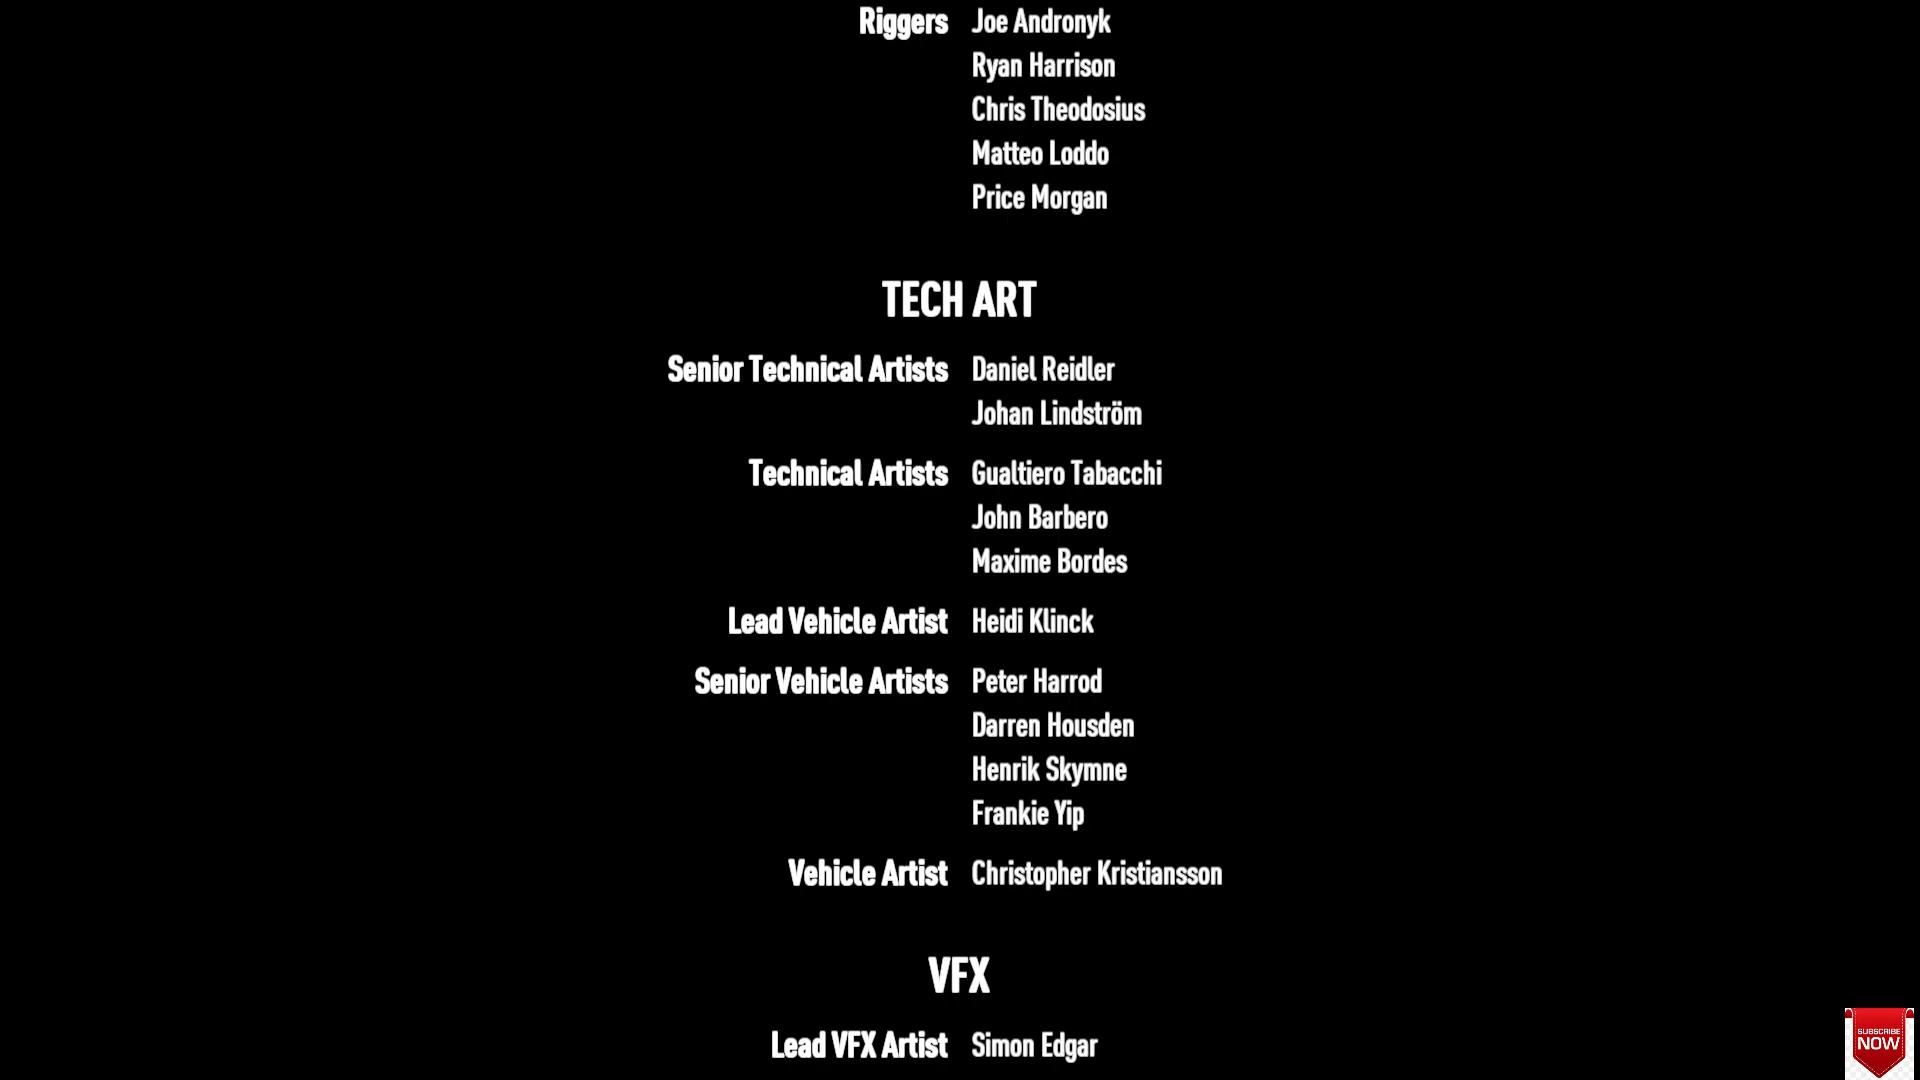 Riggers Joe Andronyk
Ryan Harrison
Chris Theodosius
Matteo Loddo
Price Morgan
TECH ART
Senior Technical Artists Daniel Reidler
Johan Lindström
Technical Artists Gualtiero Tabacchi
John Barbero
Maxime Bordes
Lead Vehicle Artist Heidi Klinck
Senior Vehicle Artists Peter Harrod
Darren Housden
Henrik Skymne
Frankie Yip
Vehicle Artist Christopher Kristiansson
VFX
Lead VFX Artist Simon Edgar
SUBSCRIBE
NOW